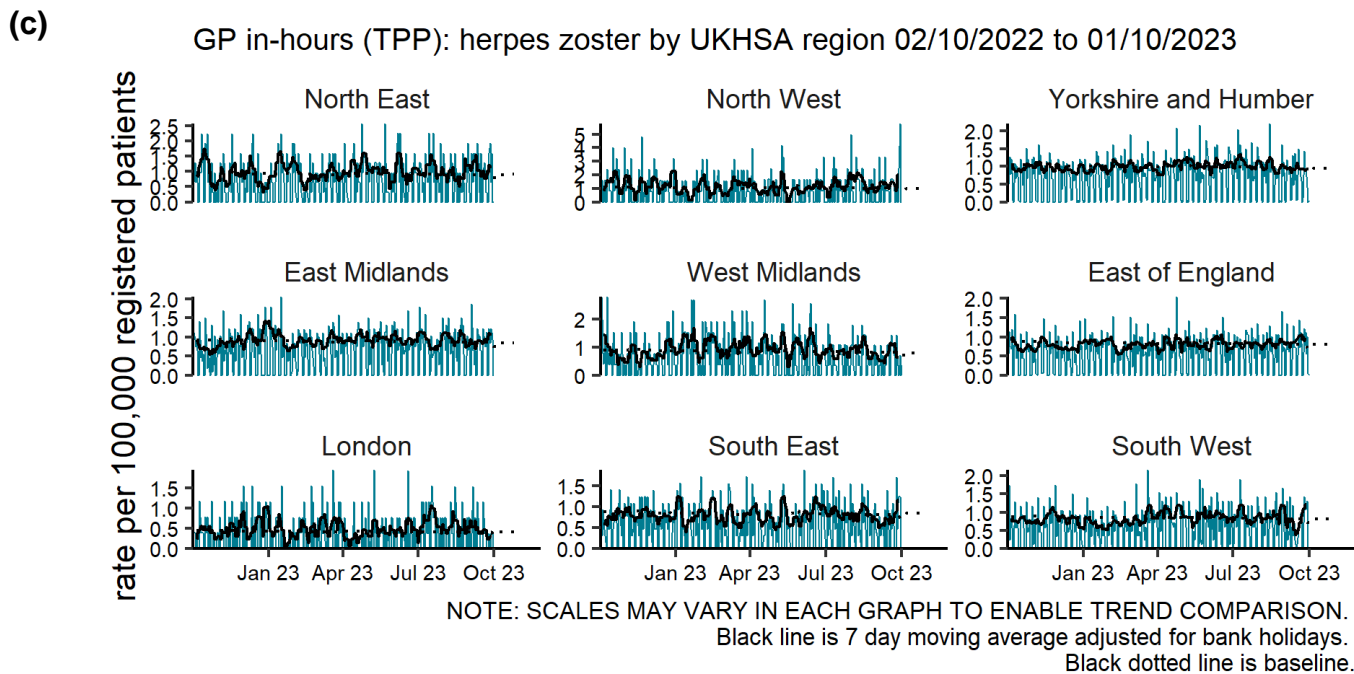 (c)
GP in-hours (TPP): herpes zoster by UKHSA region 02/10/2022 to 01/10/2023
rate per 100,000 registered patients
North East
2.5
2.0
1.5
1.0
0.5
0.0
North West
5
4
3
2
1
0
Yorkshire and Humber
2.0
1.5
1.0
0.5
0.0
East Midlands
2.0
1.5
1.0
0.5
0.0
West Midlands
2
1
0
East of England
2.0
1.5
1.0
0.5
0.0
London
1.5
1.0
0.5
0.0
Jan 23 Apr 23 Jul 23 Oct 23
South East
1.5
1.0
0.5
0.0
Jan 23 Apr 23 Jul 23 Oct 23
South West
2.0
1.5
1.0
0.5
0.0
Jan 23 Apr 23 Jul 23 Oct 23
NOTE: SCALES MAY VARY IN EACH GRAPH TO ENABLE TREND COMPARISON.
Black line is 7 day moving average adjusted for bank holidays.
Black dotted line is baseline.